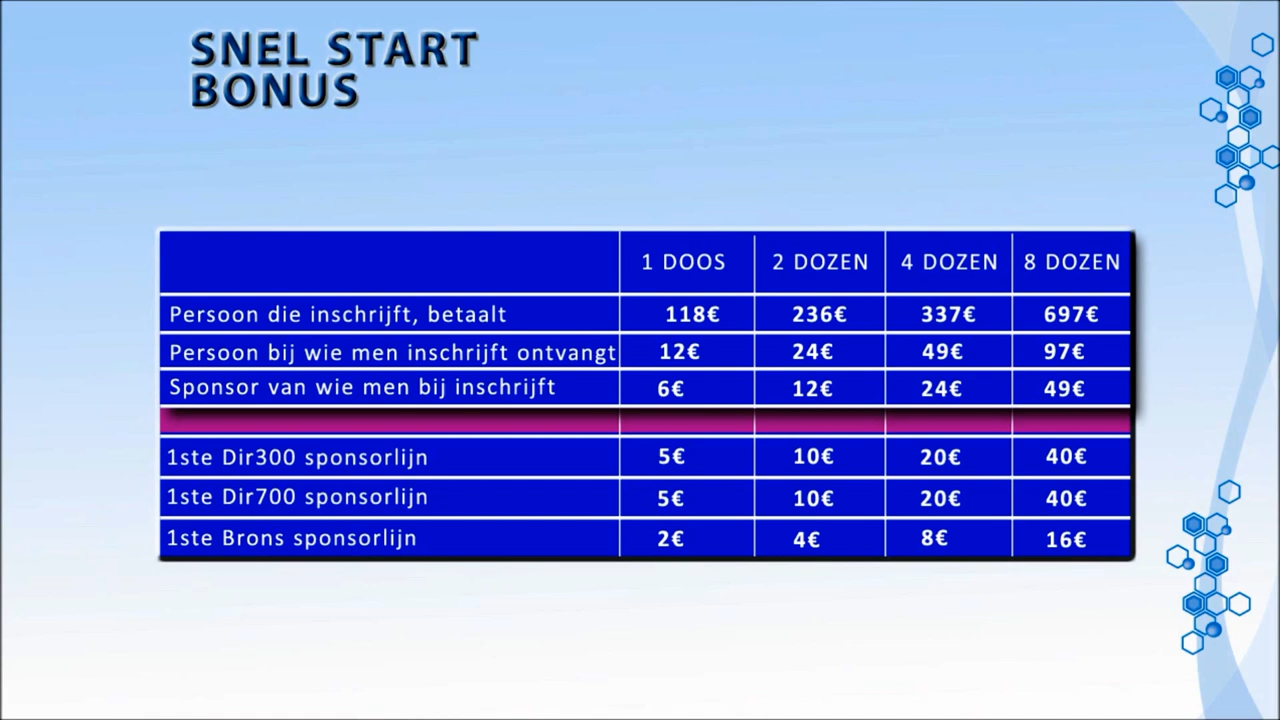 SNEL START
BONUS
1 DOOS 2 DOZEN 4 DOZEN 8 DOZEN
Persoon die inschrijft, betaalt 118€ 236€ 337€ 697€
Persoon bij wie men inschrijft ontvangt 12€ 24€ 49€ 97€
Sponsor van wie men bij inschrijft 6€ 12€ 24€ 49€
1ste Dir300 sponsorlijn 5€ 10€ 20€ 40€
1ste Dir700 sponsorlijn 5€ 10€ 20€ 40€
1ste Brons sponsorlijn 2€ 4€ 8€ 16€